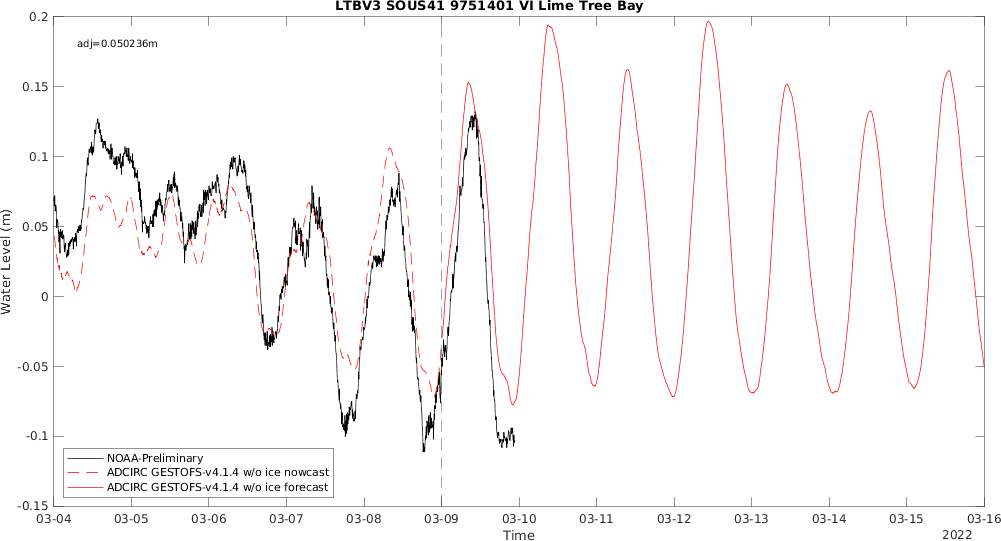 LTBV3 SOUS41 9751401 VI Lime Tree Bay
adj=0.050236m
Water Level (m)
0.2
0.15
0.1
0.05
0
-0.05
-0.1
-0.15
NOAA-Preliminary
ADCIRC GESTOFS-v4.1.4 w/o ice nowcast
ADCIRC GESTOFS-v4.1.4 w/o ice forecast
03-04 03-05 03-06 03-07 03-08 03-09 03-10 03-11 03-12 03-13 03-14 03-15 03-16
Time
2022